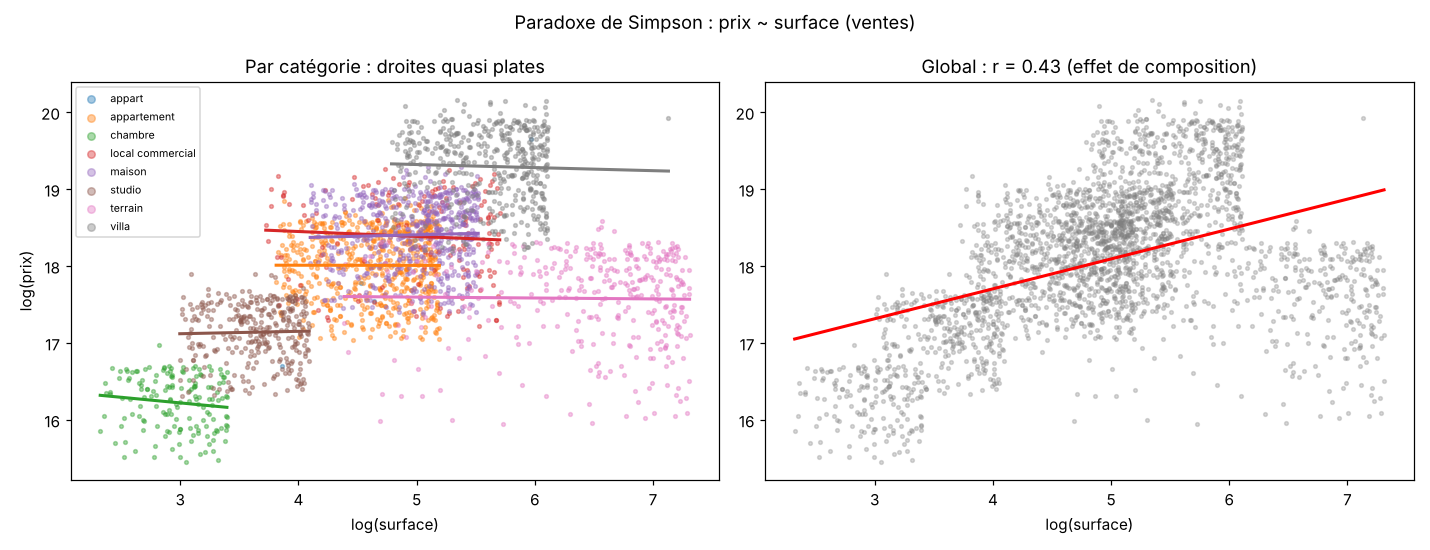 Paradoxe de Simpson : prix ~ surface (ventes)
Par catégorie : droites quasi plates
appart
appartement
chambre
local commercial
maison
studio
terrain
villa
20
19
18
17
16
log(prix)
3 4 5 6 7
log(surface)
Global : r = 0.43 (effet de composition)
20
19
18
17
16
3 4 5 6 7
log(surface)